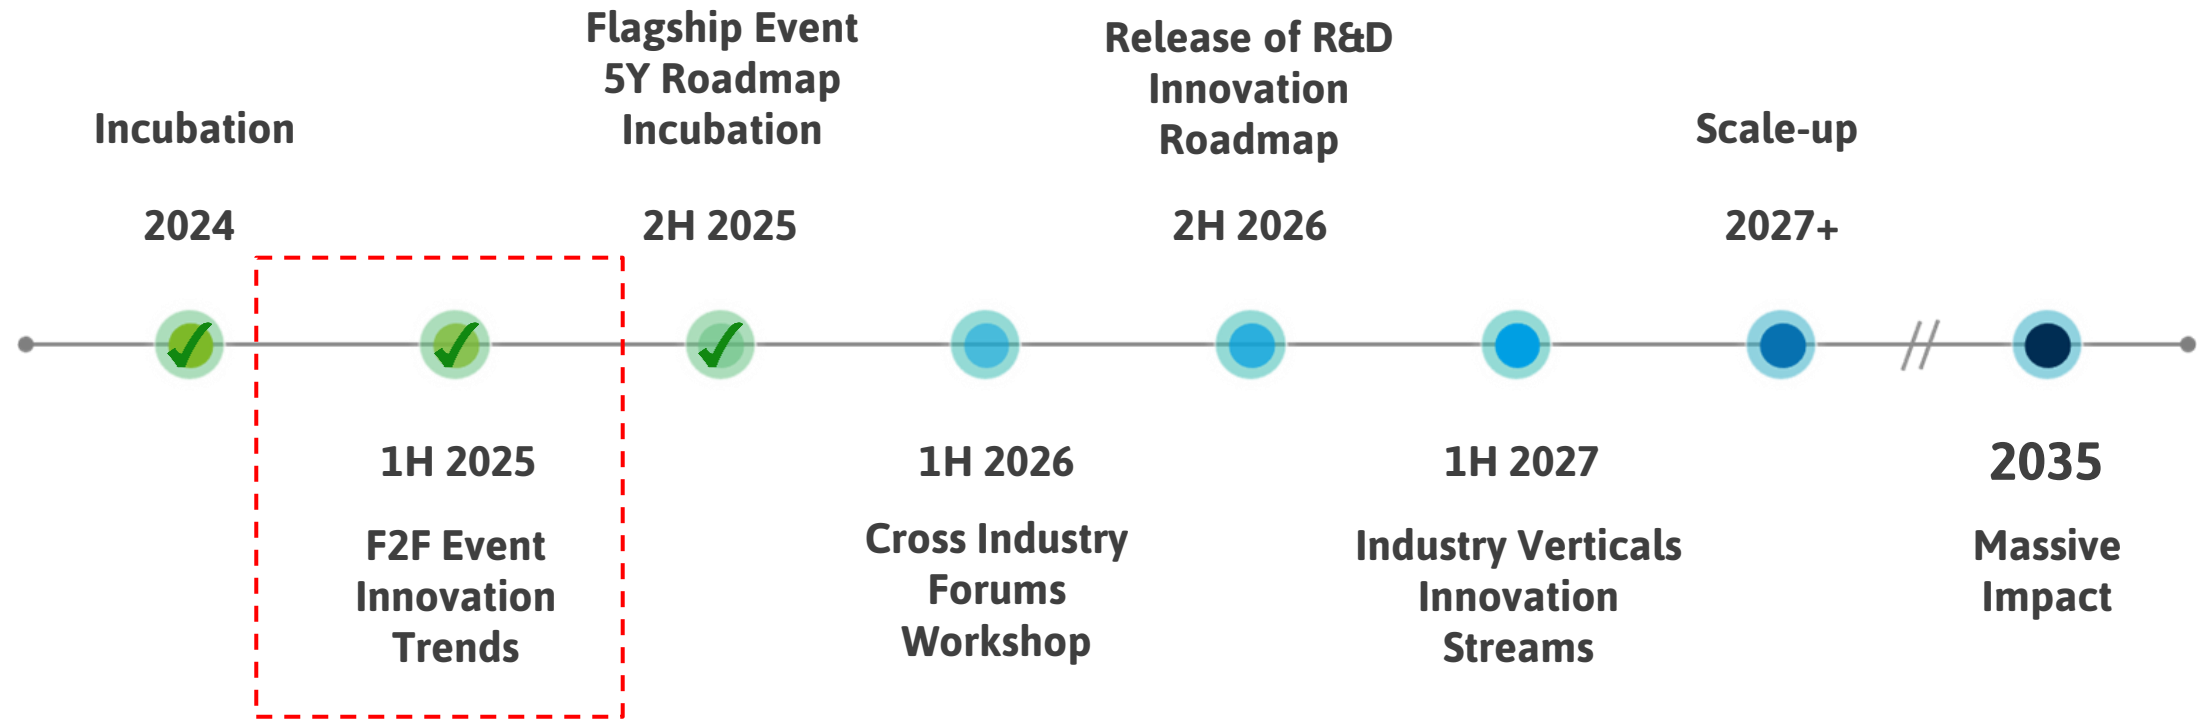 Incubation
2024
1H 2025
F2F Event
Innovation
Trends
Flagship Event
5Y Roadmap
Incubation
2H 2025
1H 2026
Cross Industry
Forums
Workshop
Release of R&D
Innovation
Roadmap
2H 2026
1H 2027
Industry Verticals
Innovation
Streams
Scale-up
2027+
2035
Massive
Impact